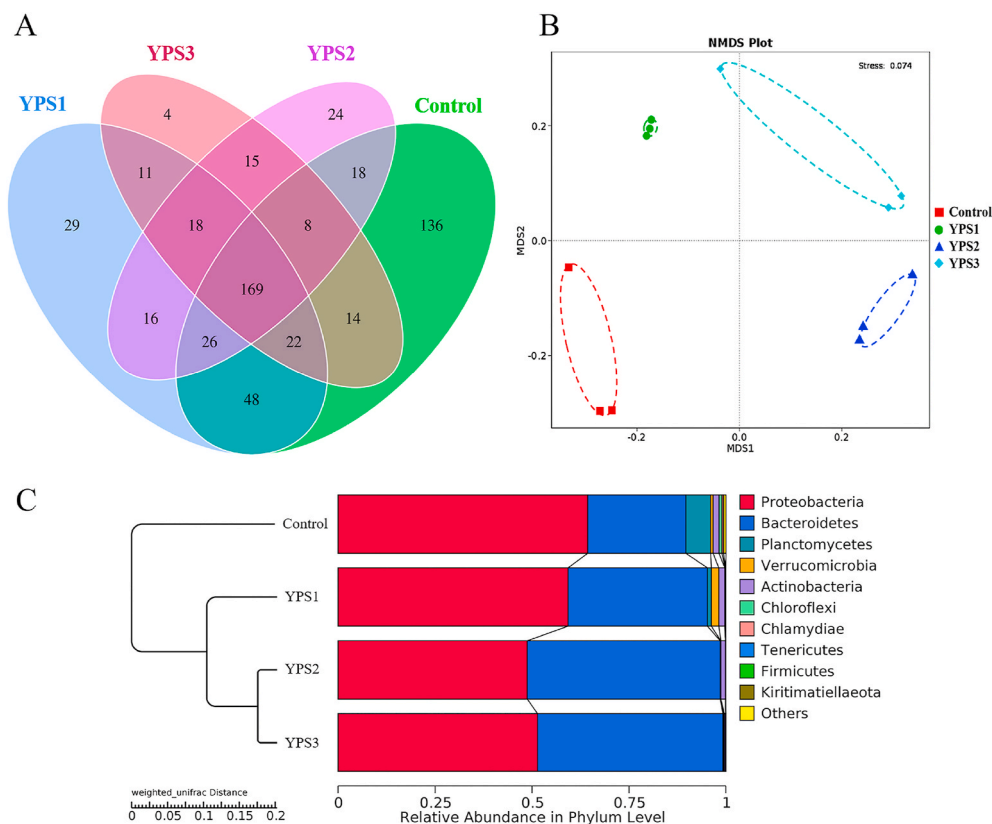 A
YPS3
YPS2
YPS1
Control
4
24
15
11
18
29
18
8
136
169
16
14
26
22
48
B
NMDS Plot
Stress: 0.074
0.2
0.0
-0.2
MDS2
-0.2
0.0
0.2
MDS1
Control
YPS1
YPS2
YPS3
C
Control
YPS1
YPS2
YPS3
weighted_unifrac Distance
0 0.05 0.1 0.15 0.2
0 0.25 0.5 0.75 1
Relative Abundance in Phylum Level
Proteobacteria
Bacteroidetes
Planctomycetes
Verrucomicrobia
Actinobacteria
Chloroflexi
Chlamydiae
Tenericutes
Firmicutes
Kiritimatiellaeota
Others